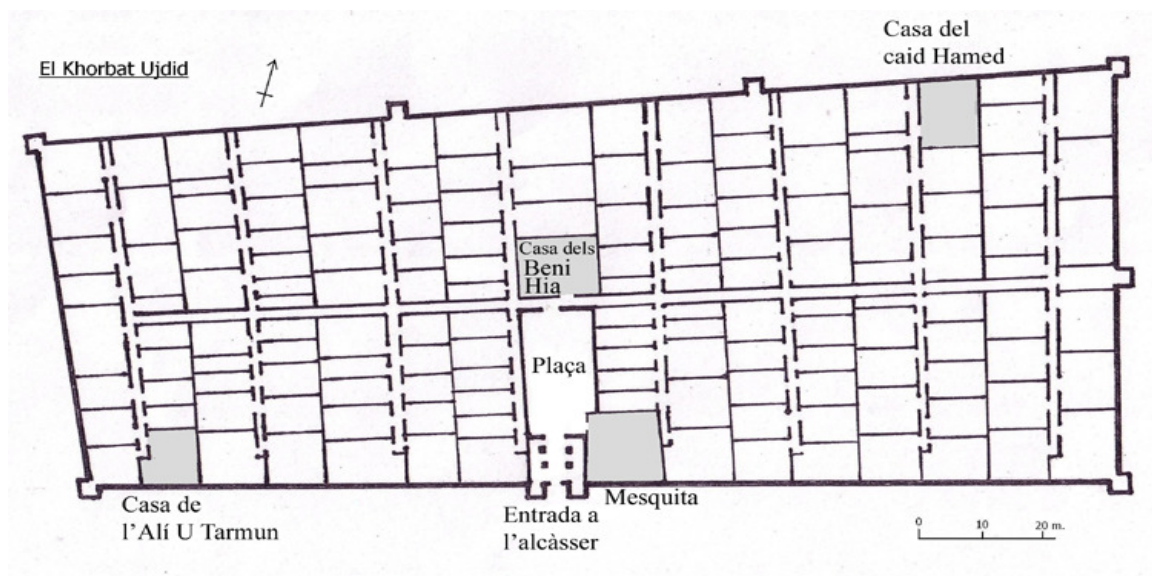 Casa del
caid Hamed
El Khorbat Ujdid
Casa dels
Beni
Hia
Plaça
Mesquita
Casa de
l'Alí U Tarmun
Entrada a
l'alcàsser
0 10 20 m.